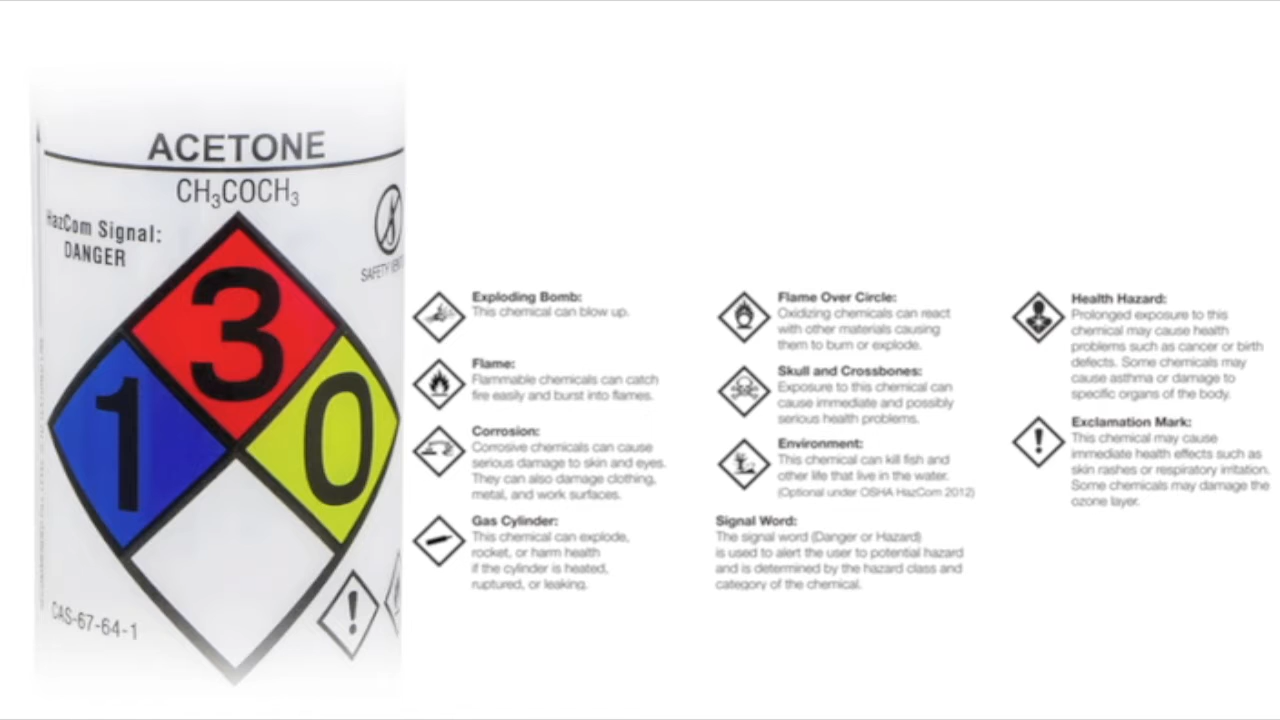 ACETONE
CH₃COCH₃
HazCom Signal:
DANGER
SAFETY
3
1
0
CAS-67-64-1
Exploding Bomb:
This chemical can blow up.
Flame:
Flammable chemicals can catch
fire easily and burst into flames.
Corrosion:
Corrosive chemicals can cause
serious damage to skin and eyes.
They can also damage clothing,
metal, and work surfaces.
Gas Cylinder:
This chemical can explode,
rocket, or harm health
if the cylinder is heated,
ruptured, or leaking.
Flame Over Circle:
Oxidizing chemicals can react
with other materials causing
them to burn or explode.
Skull and Crossbones:
Exposure to this chemical can
cause immediate and possibly
serious health problems.
Environment:
This chemical can kill fish and
other life that live in the water.
(Optional under OSHA HazCom 2012)
Signal Word:
The signal word (Danger or Hazard)
is used to alert the user to potential hazard
and is determined by the hazard class and
category of the chemical.
Health Hazard:
Prolonged exposure to this
chemical may cause health
problems such as cancer or birth
defects. Some chemicals may
cause asthma or damage to
specific organs of the body.
Exclamation Mark:
This chemical may cause
immediate health effects such as
skin rashes or respiratory irritation.
Some chemicals may damage the
ozone layer.